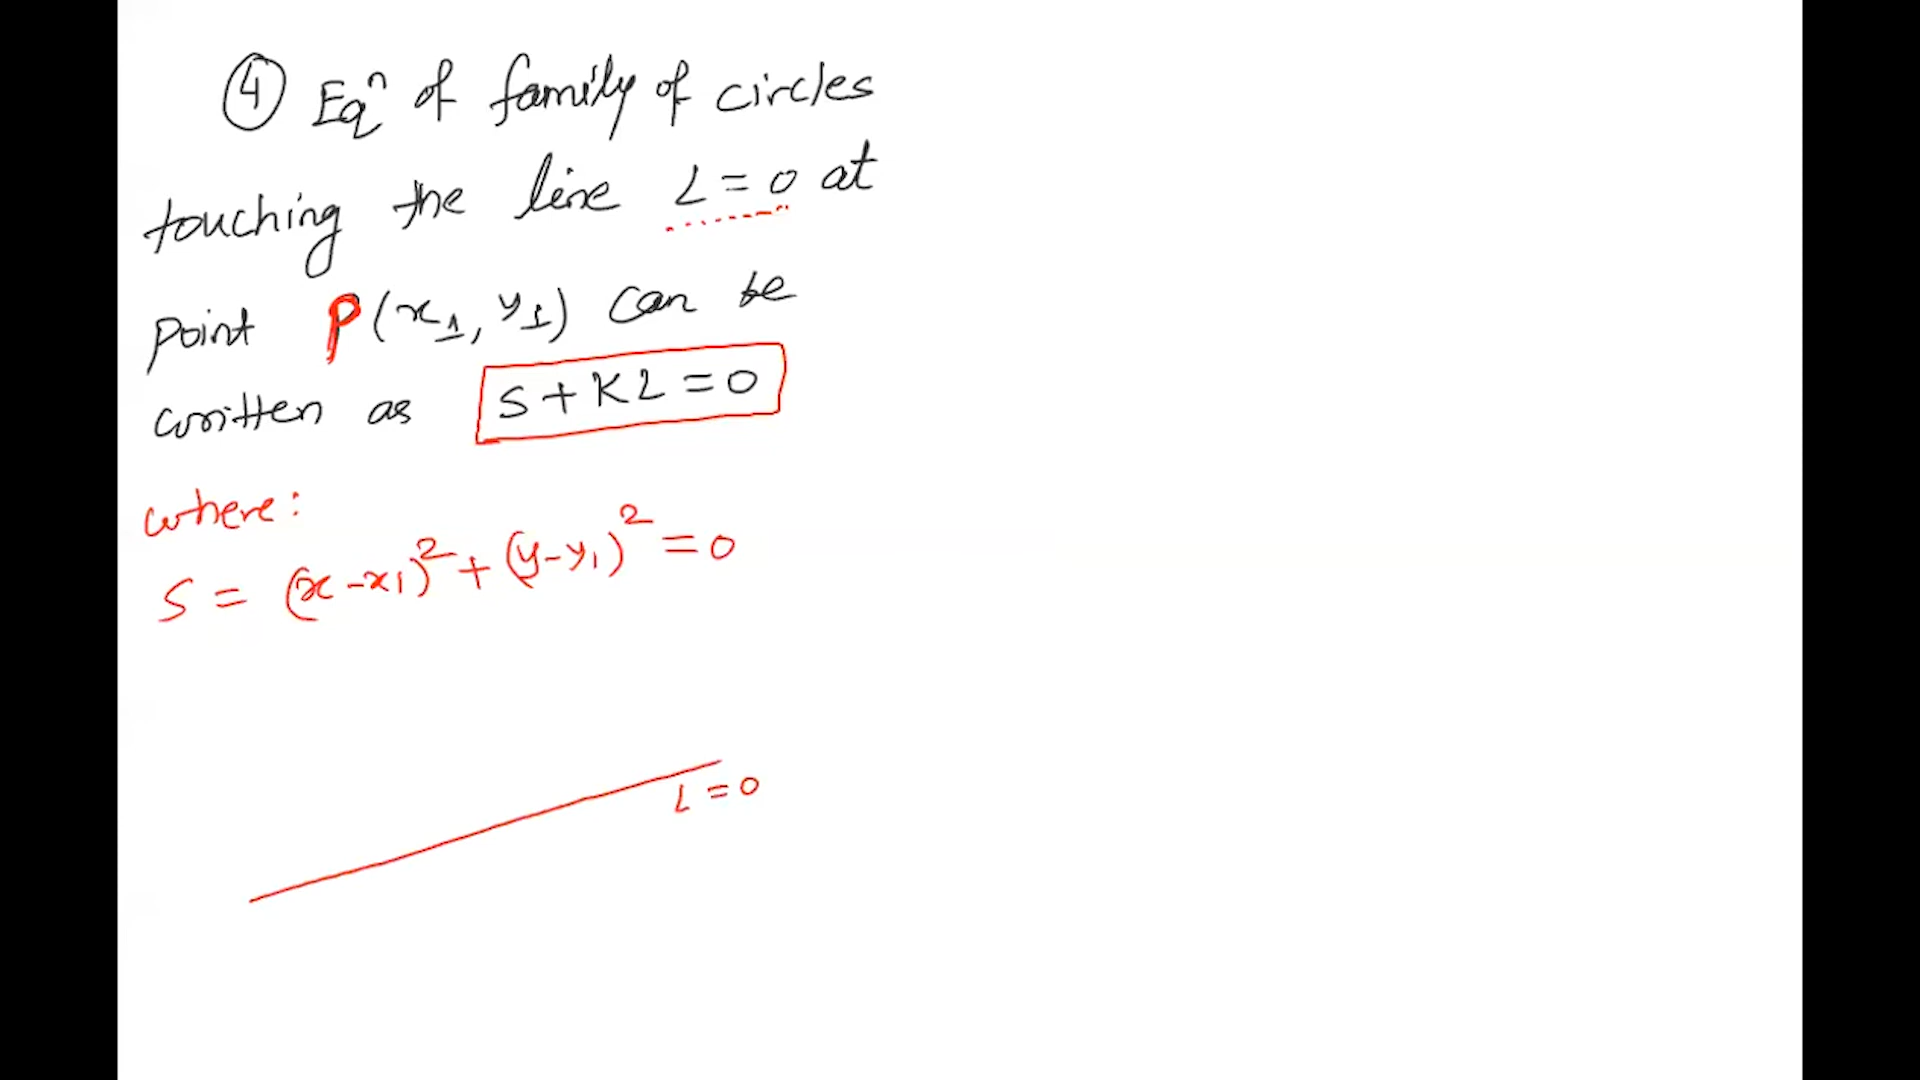 ④ Eqⁿ of family of circles
touching the line L = 0 at
point P(x₁, y₁) can be
written as S + K L = 0
where:
S = (x - x₁)² + (y - y₁)² = 0
L = 0